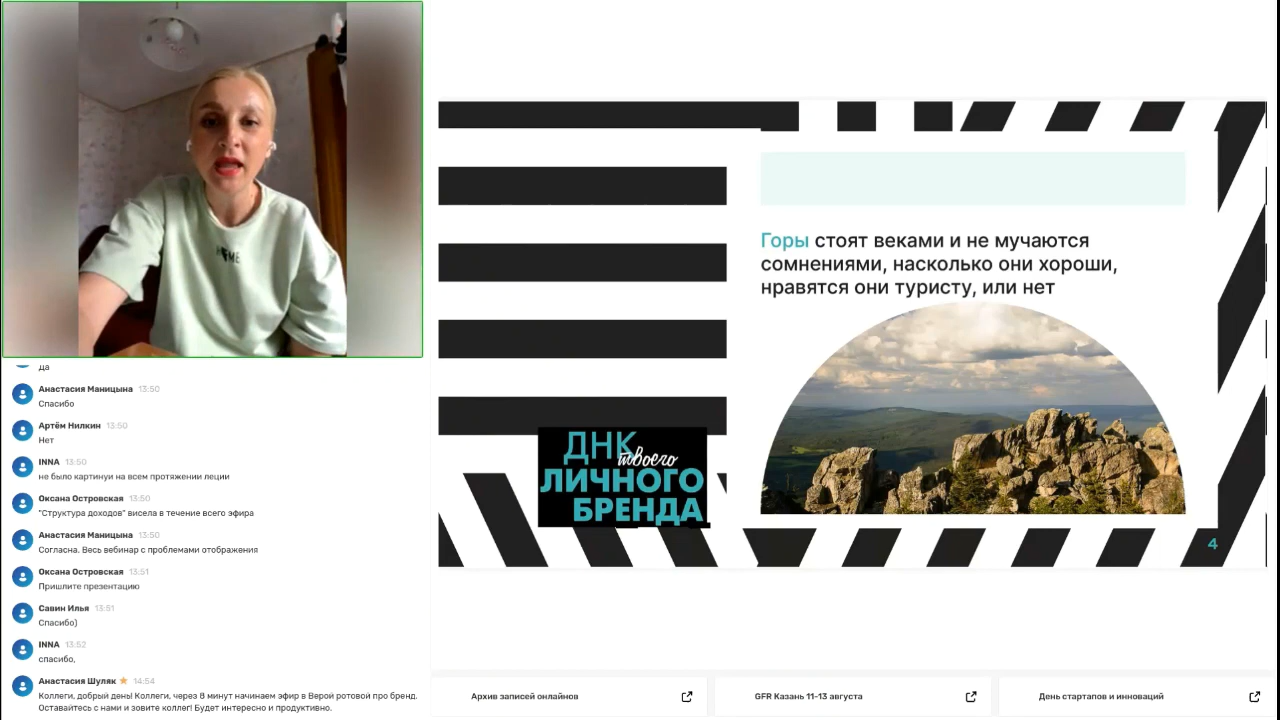 HOME
Да
Анастасия Маницына 13:50
Спасибо
Артём Нилкин 13:50
Нет
INNA 13:50
не было картинуи на всем протяжении леции
Оксана Островская 13:50
"Структура доходов" висела в течение всего эфира
Анастасия Маницына 13:50
Согласна. Весь вебинар с проблемами отображения
Оксана Островская 13:51
Пришлите презентацию
Савин Илья 13:51
Спасибо)
INNA 13:52
спасибо,
Анастасия Шуляк 14:54
Коллеги, добрый день! Коллеги, через 8 минут начинаем эфир в Верой ротовой про бренд.
Оставайтесь с нами и зовите коллег! Будет интересно и продуктивно.
Горы стоят веками и не мучаются
сомнениями, насколько они хороши,
нравятся они туристу, или нет
ДНК
твоего
ЛИЧНОГО
БРЕНДА
4
Архив записей онлайнов
GFR Казань 11-13 августа
День стартапов и инноваций